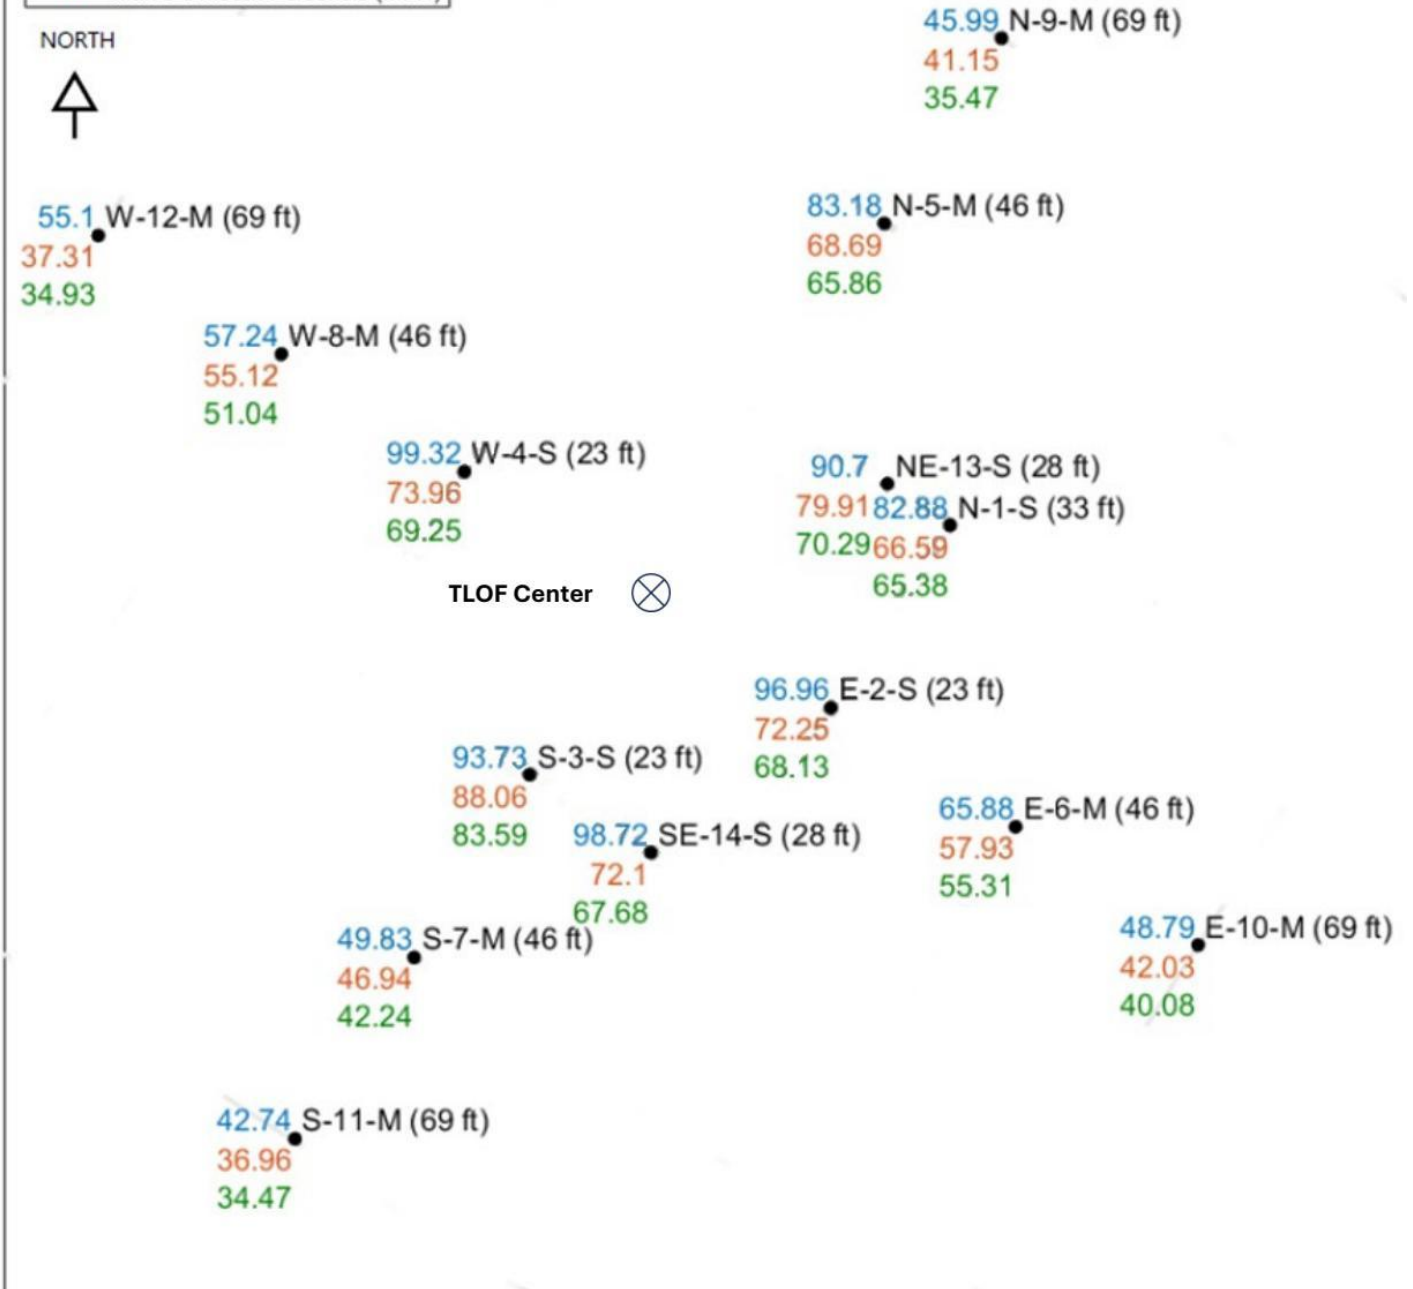 NORTH
45.99 N-9-M (69 ft)
41.15
35.47
55.1 W-12-M (69 ft)
37.31
34.93
83.18 N-5-M (46 ft)
68.69
65.86
57.24 W-8-M (46 ft)
55.12
51.04
99.32 W-4-S (23 ft)
73.96
69.25
90.7 NE-13-S (28 ft)
79.91
70.29
82.88 N-1-S (33 ft)
66.59
65.38
TLOF Center
96.96 E-2-S (23 ft)
72.25
68.13
93.73 S-3-S (23 ft)
88.06
83.59
98.72 SE-14-S (28 ft)
72.1
67.68
65.88 E-6-M (46 ft)
57.93
55.31
49.83 S-7-M (46 ft)
46.94
42.24
48.79 E-10-M (69 ft)
42.03
40.08
42.74 S-11-M (69 ft)
36.96
34.47